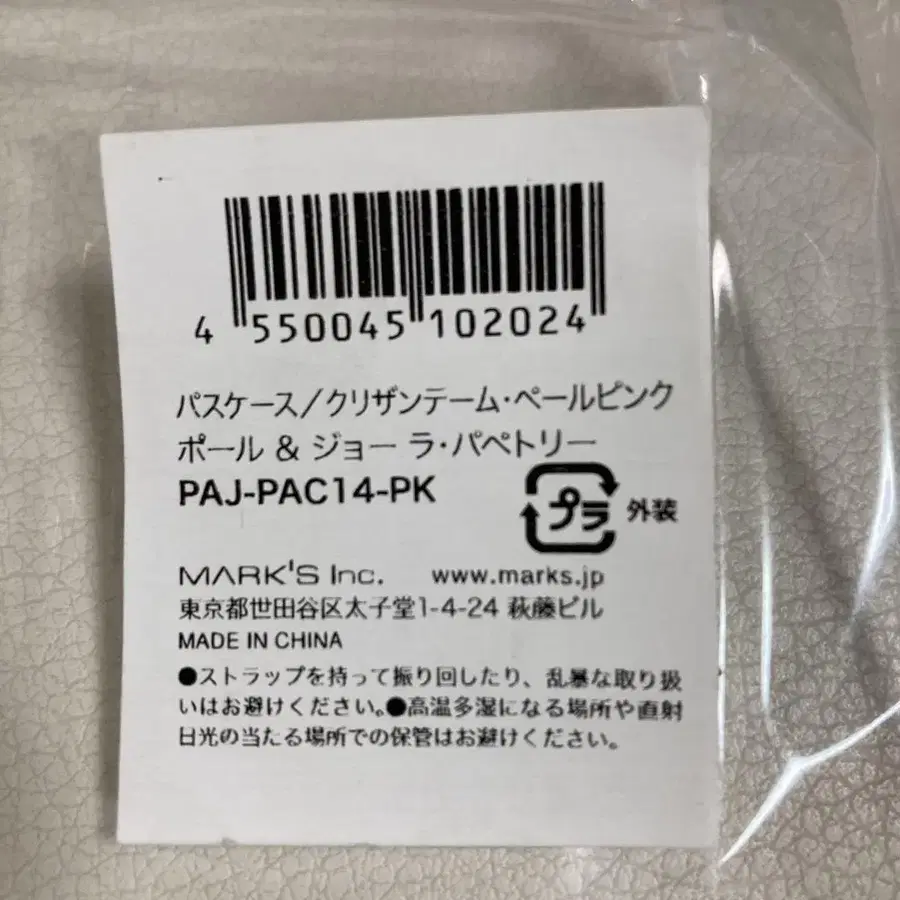 4 550045 102024
パスケース/クリザンテーム・ペールピンク
ポール & ジョー ラ・パペトリー
PAJ-PAC14-PK
プラ 外装
MARK'S Inc. www.marks.jp
東京都世田谷区太子堂1-4-24 萩藤ビル
MADE IN CHINA
●ストラップを持って振り回したり、乱暴な取り扱
いはお避けください。●高温多湿になる場所や直射
日光の当たる場所での保管はお避けください。